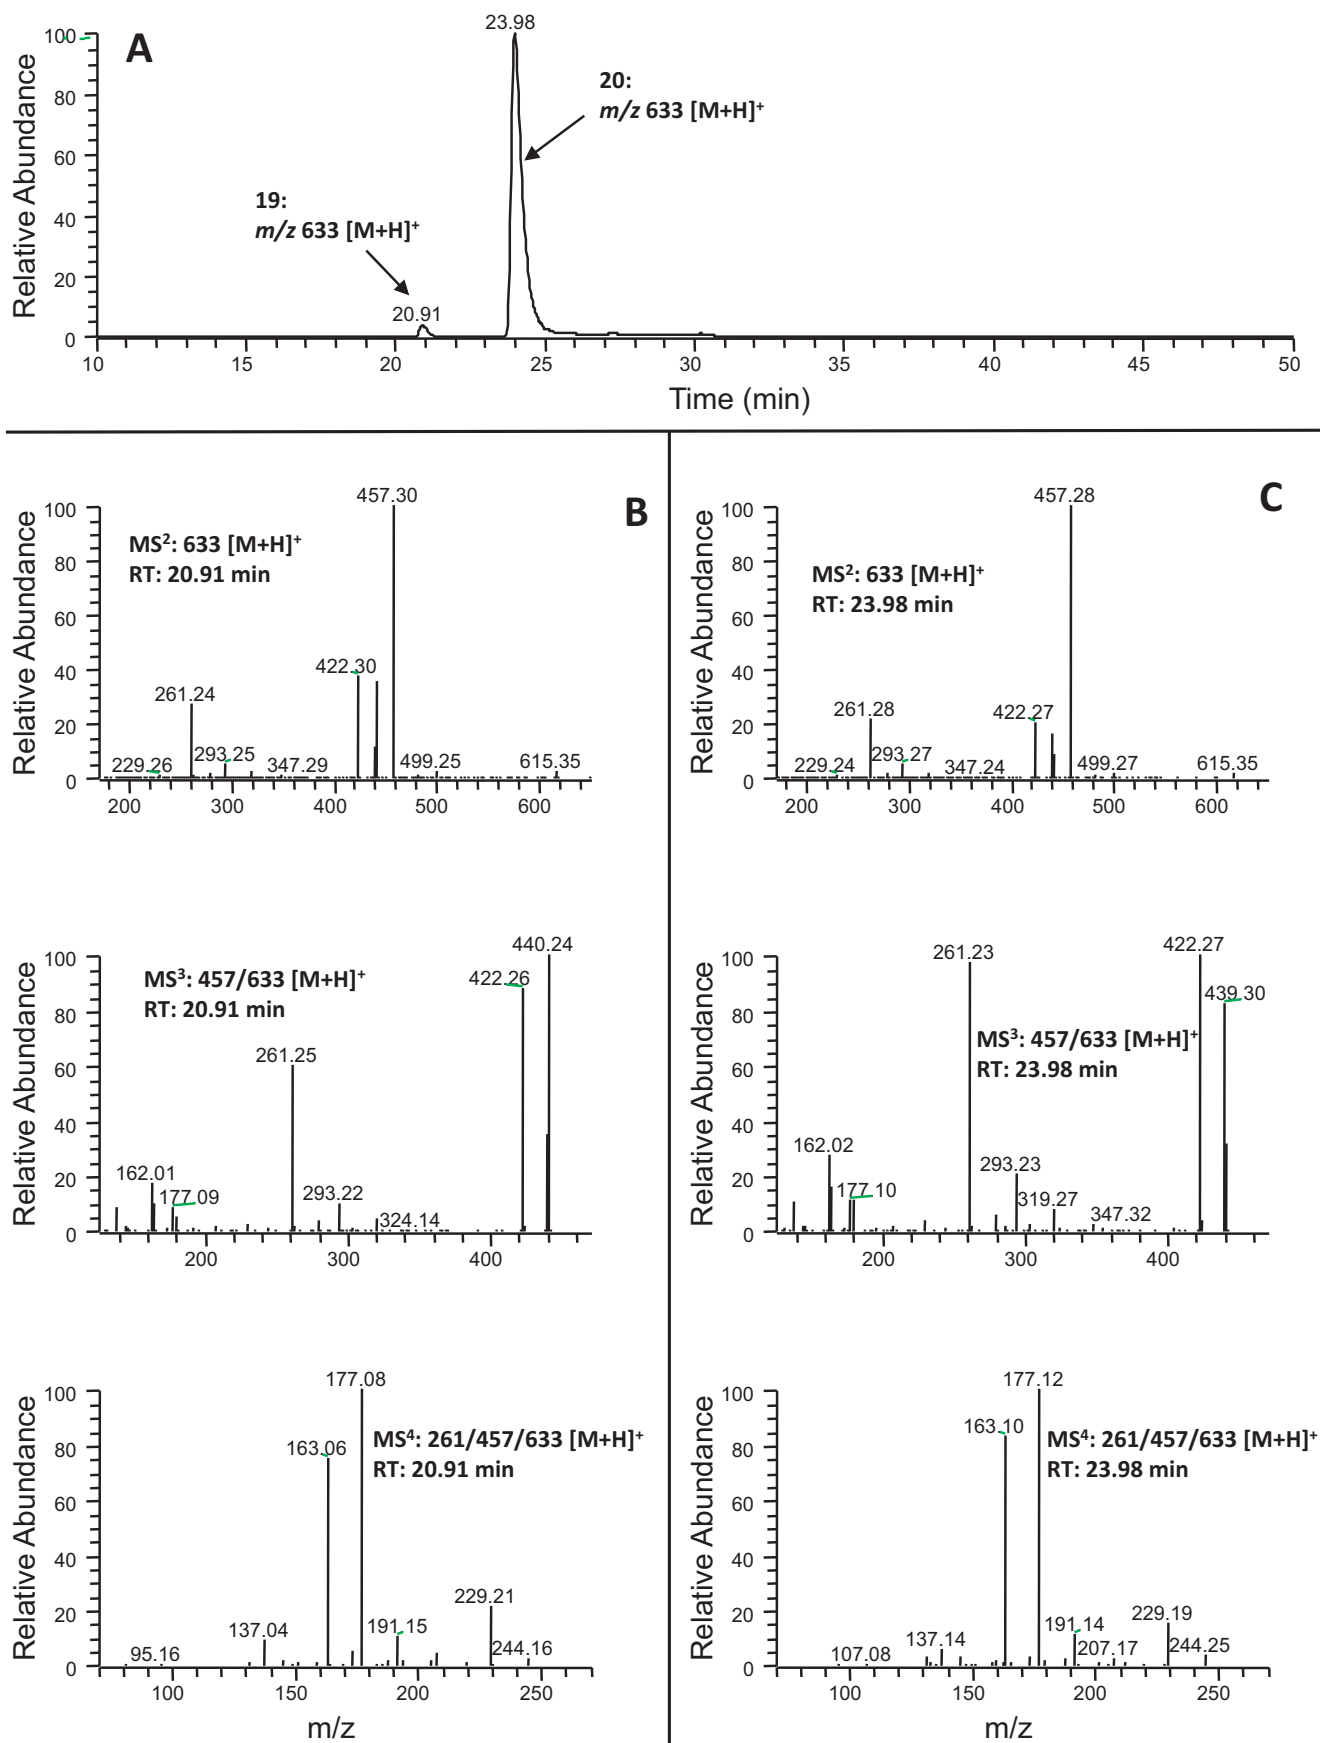 A
Relative Abundance
100
80
60
40
20
0
23.98
20:
m/z 633 [M+H]⁺
19:
m/z 633 [M+H]⁺
20.91
10 15 20 25 30 35 40 45 50
Time (min)
B
Relative Abundance
100
80
60
40
20
0
MS²: 633 [M+H]⁺
RT: 20.91 min
457.30
422.30
261.24
229.26
293.25
347.29
499.25
615.35
200 300 400 500 600
Relative Abundance
100
80
60
40
20
0
MS³: 457/633 [M+H]⁺
RT: 20.91 min
440.24
422.26
261.25
162.01
177.09
293.22
324.14
200 300 400
Relative Abundance
100
80
60
40
20
0
177.08
MS⁴: 261/457/633 [M+H]⁺
RT: 20.91 min
163.06
229.21
137.04
191.15
95.16
244.16
100 150 200 250
m/z
C
Relative Abundance
100
80
60
40
20
0
457.28
MS²: 633 [M+H]⁺
RT: 23.98 min
261.28
422.27
229.24
293.27
347.24
499.27
615.35
200 300 400 500 600
Relative Abundance
100
80
60
40
20
0
261.23
422.27
439.30
MS³: 457/633 [M+H]⁺
RT: 23.98 min
162.02
177.10
293.23
319.27
347.32
200 300 400
Relative Abundance
100
80
60
40
20
0
177.12
163.10
MS⁴: 261/457/633 [M+H]⁺
RT: 23.98 min
229.19
191.14
137.14
207.17
244.25
107.08
100 150 200 250
m/z